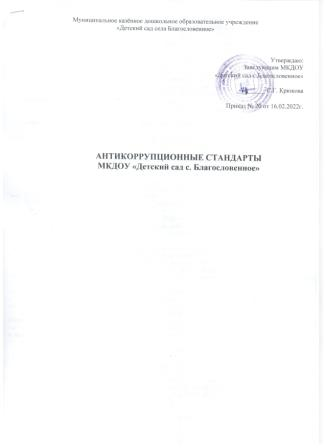 Муниципальное казённое дошкольное образовательное учреждение
«Детский сад села Благословенное»
Утверждаю:
Заведующий МКДОУ
«Детский сад с. Благословенное»
С.Г. Крюкова
Приказ № 20 от 16.02.2022г.
АНТИКОРРУПЦИОННЫЕ СТАНДАРТЫ
МКДОУ «Детский сад с. Благословенное»